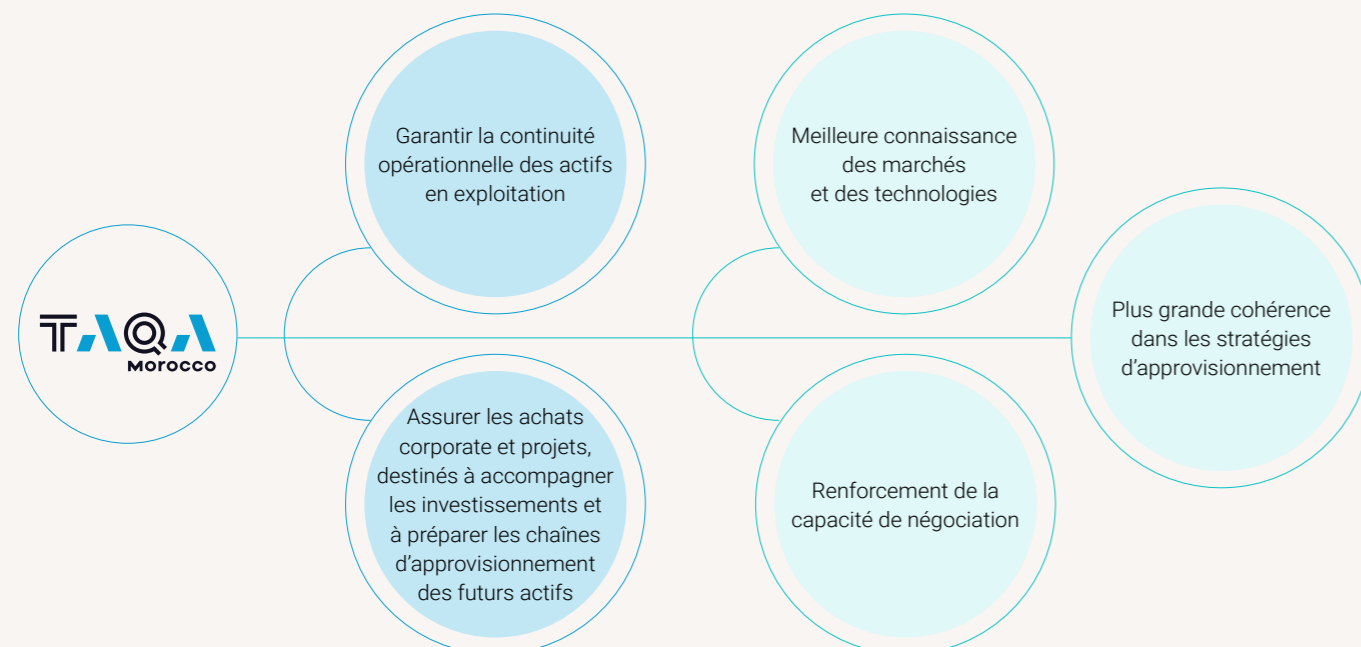 TAQA
Morocco
Garantir la continuité
opérationnelle des actifs
en exploitation
Assurer les achats
corporate et projets,
destinés à accompagner
les investissements et
à préparer les chaînes
d’approvisionnement
des futurs actifs
Meilleure connaissance
des marchés
et des technologies
Renforcement de la
capacité de négociation
Plus grande cohérence
dans les stratégies
d’approvisionnement